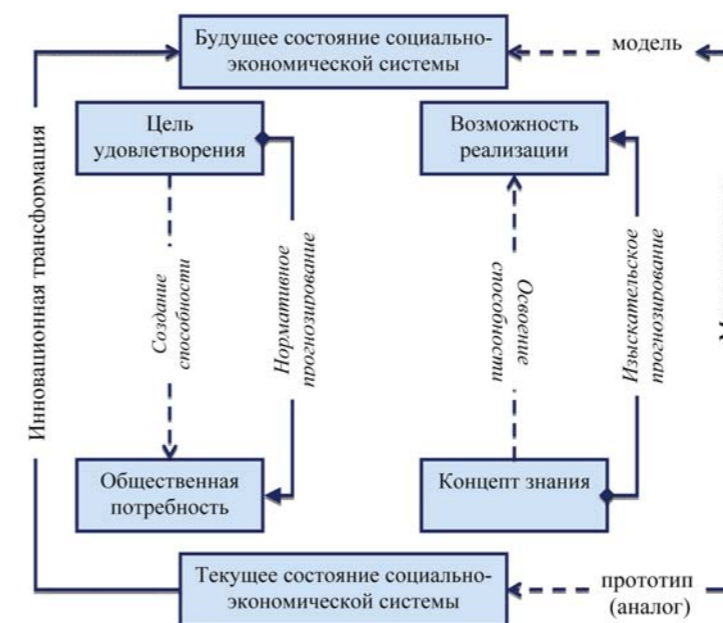 Будущее состояние социально-
экономической системы
модель
Цель
удовлетворения
Возможность
реализации
Инновационная трансформация
Создание
способности
Нормативное
прогнозирование
Освоение
способности
Изыскательское
прогнозирование
Общественная
потребность
Концепт знания
Текущее состояние социально-
экономической системы
прототип
(аналог)